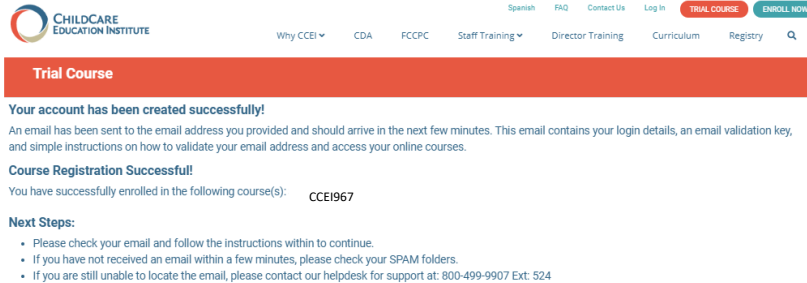 Spanish FAQ Contact Us Log In TRIAL COURSE ENROLL NOW
CHILDCARE
EDUCATION INSTITUTE
Why CCEI CDA FCCPC Staff Training Director Training Curriculum Registry
Trial Course
Your account has been created successfully!
An email has been sent to the email address you provided and should arrive in the next few minutes. This email contains your login details, an email validation key,
and simple instructions on how to validate your email address and access your online courses.
Course Registration Successful!
You have successfully enrolled in the following course(s): CCEI967
Next Steps:
• Please check your email and follow the instructions within to continue.
• If you have not received an email within a few minutes, please check your SPAM folders.
• If you are still unable to locate the email, please contact our helpdesk for support at: 800-499-9907 Ext: 524